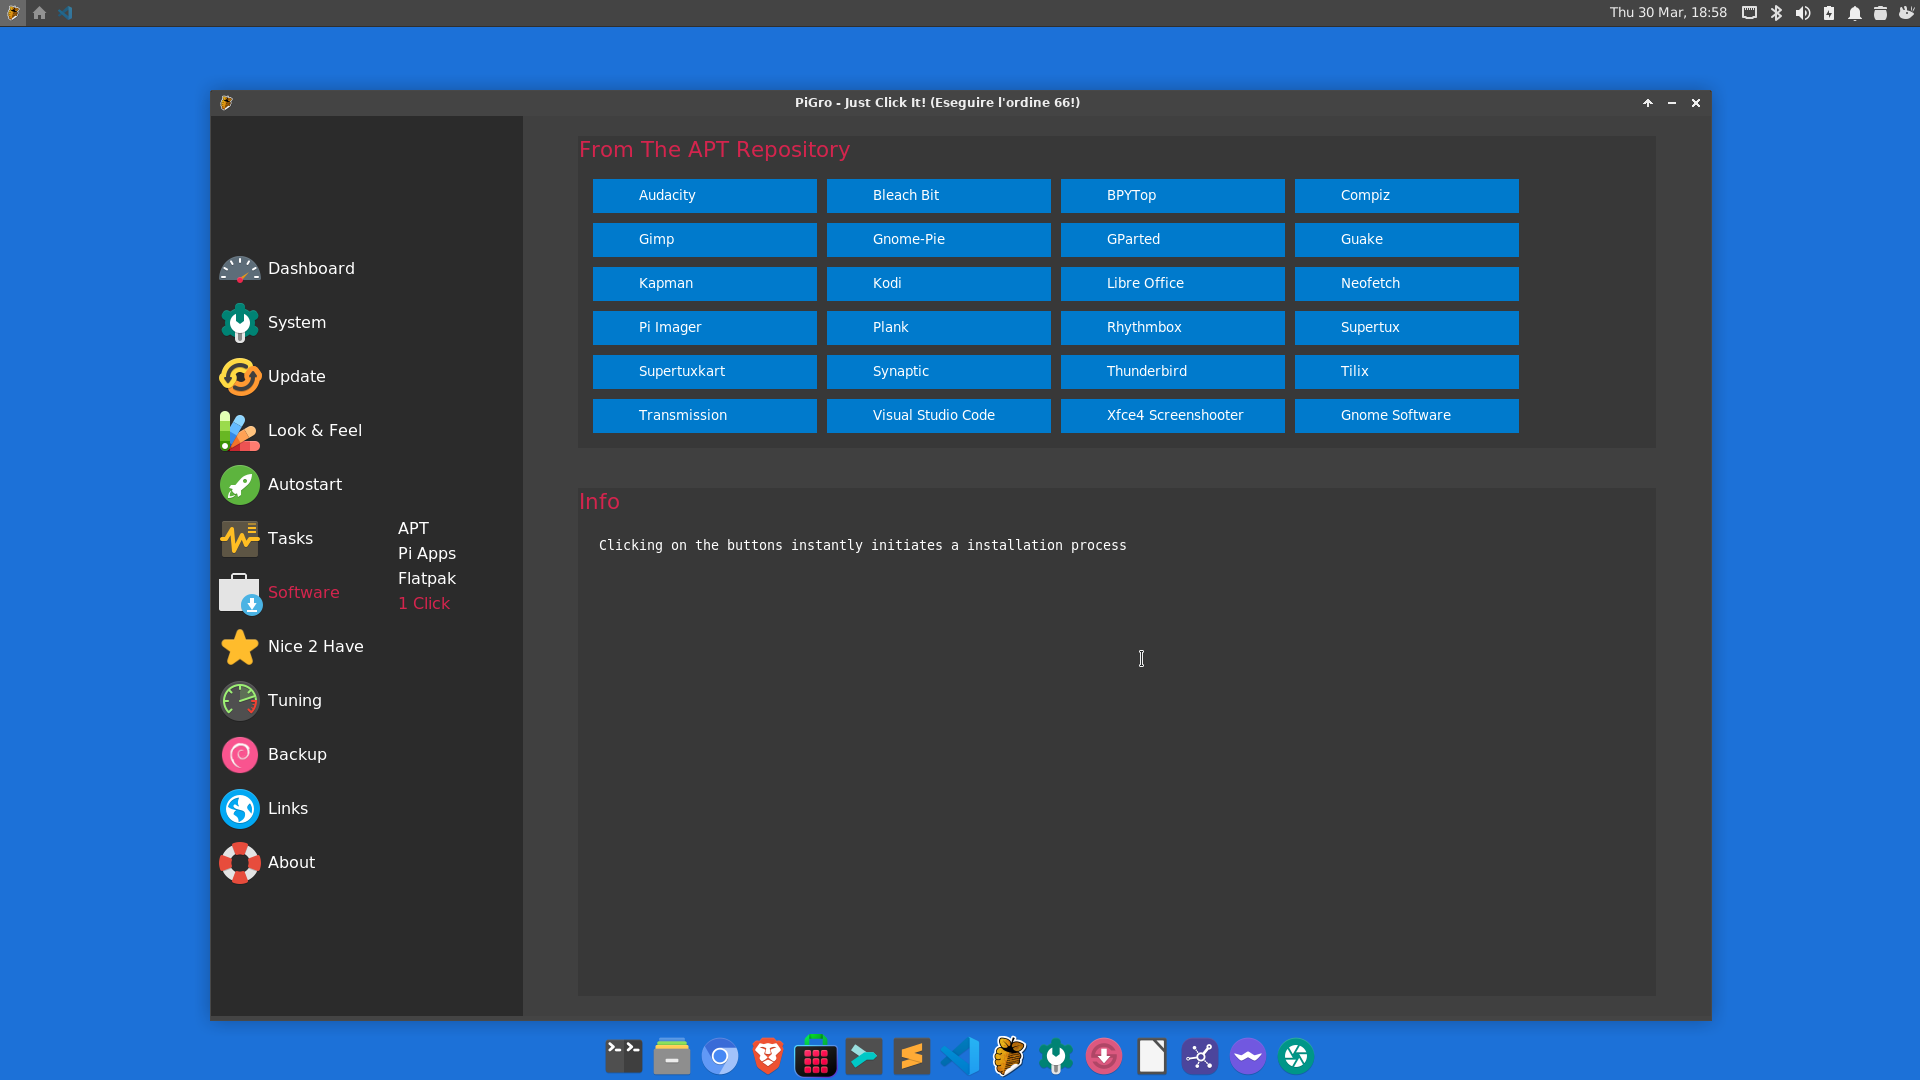 Thu 30 Mar, 18:58
PiGro - Just Click It! (Eseguire l'ordine 66!)
Dashboard
System
Update
Look & Feel
Autostart
Tasks
Software
Nice 2 Have
Tuning
Backup
Links
About
APT
Pi Apps
Flatpak
1 Click
From The APT Repository
Audacity Bleach Bit BPYTop Compiz
Gimp Gnome-Pie GParted Guake
Kapman Kodi Libre Office Neofetch
Pi Imager Plank Rhythmbox Supertux
Supertuxkart Synaptic Thunderbird Tilix
Transmission Visual Studio Code Xfce4 Screenshooter Gnome Software
Info
Clicking on the buttons instantly initiates a installation process